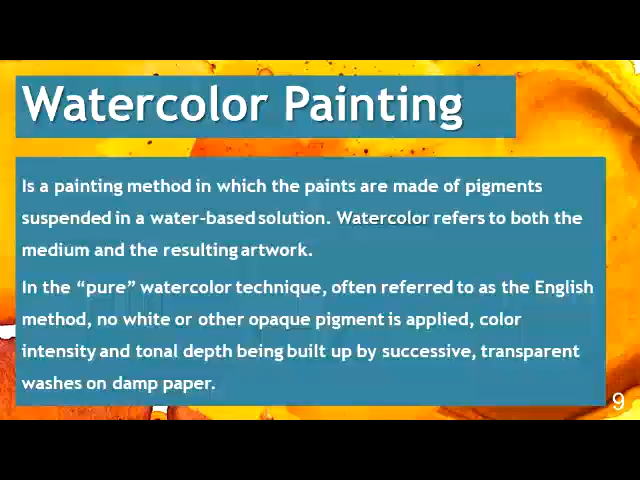 Watercolor Painting
Is a painting method in which the paints are made of pigments
suspended in a water-based solution. Watercolor refers to both the
medium and the resulting artwork.
In the “pure” watercolor technique, often referred to as the English
method, no white or other opaque pigment is applied, color
intensity and tonal depth being built up by successive, transparent
washes on damp paper.
9